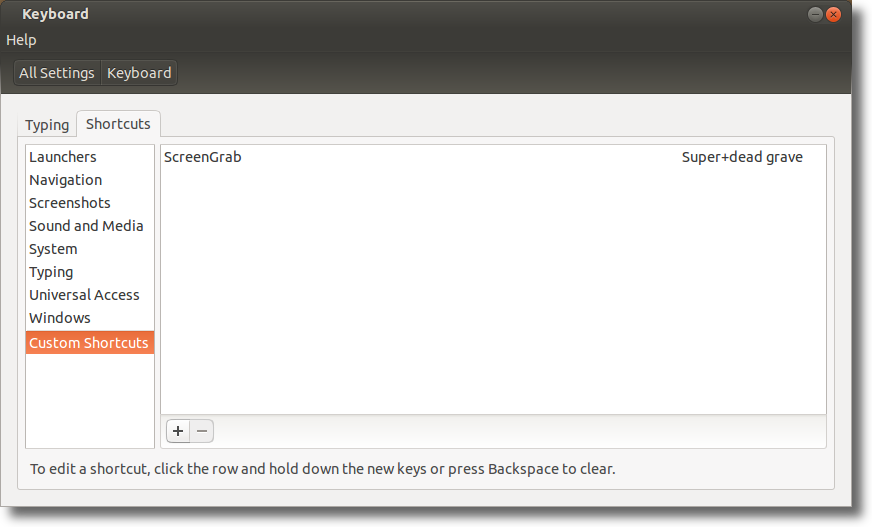 Keyboard
Help
All Settings Keyboard
Typing Shortcuts
Launchers
Navigation
Screenshots
Sound and Media
System
Typing
Universal Access
Windows
Custom Shortcuts
ScreenGrab Super+dead grave
To edit a shortcut, click the row and hold down the new keys or press Backspace to clear.